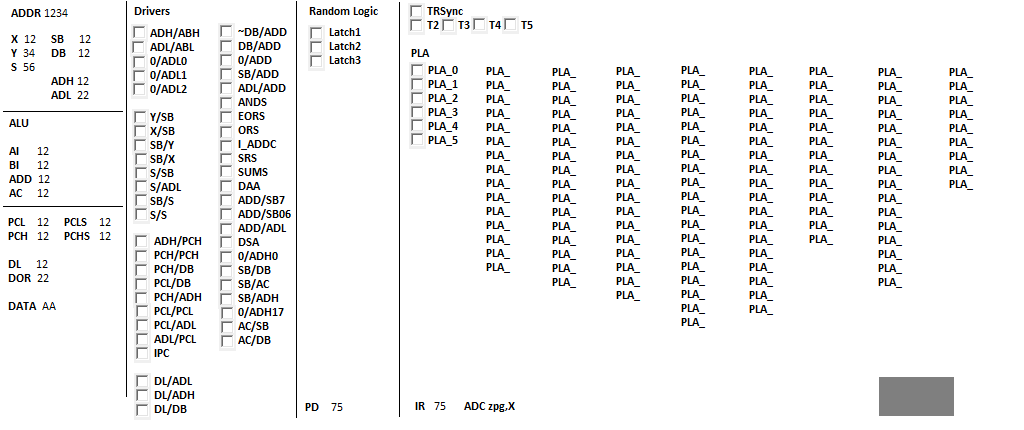 ADDR 1234
X 12 SB 12
Y 34 DB 12
S 56
ADH 12
ADL 22
ALU
AI 12
BI 12
ADD 12
AC 12
PCL 12 PCLS 12
PCH 12 PCHS 12
DL 12
DOR 22
DATA AA
Drivers
ADH/ABH
ADL/ABL
0/ADL0
0/ADL1
0/ADL2
Y/SB
X/SB
SB/Y
SB/X
S/SB
S/ADL
SB/S
S/S
ADH/PCH
PCH/PCH
PCH/DB
PCL/DB
PCH/ADH
PCL/PCL
PCL/ADL
ADL/PCL
IPC
DL/ADL
DL/ADH
DL/DB
~DB/ADD
DB/ADD
0/ADD
SB/ADD
ADL/ADD
ANDS
EORS
ORS
I_ADDC
SRS
SUMS
DAA
ADD/SB7
ADD/SB06
ADD/ADL
DSA
0/ADH0
SB/DB
SB/AC
SB/ADH
0/ADH17
AC/SB
AC/DB
Random Logic
Latch1
Latch2
Latch3
PD 75
TRSync
T2 T3 T4 T5
PLA
PLA_0 PLA_ PLA_ PLA_ PLA_ PLA_ PLA_ PLA_ PLA_
PLA_1 PLA_ PLA_ PLA_ PLA_ PLA_ PLA_ PLA_ PLA_
PLA_2 PLA_ PLA_ PLA_ PLA_ PLA_ PLA_ PLA_ PLA_
PLA_3 PLA_ PLA_ PLA_ PLA_ PLA_ PLA_ PLA_ PLA_
PLA_4 PLA_ PLA_ PLA_ PLA_ PLA_ PLA_ PLA_ PLA_
PLA_5 PLA_ PLA_ PLA_ PLA_ PLA_ PLA_ PLA_ PLA_
PLA_ PLA_ PLA_ PLA_ PLA_ PLA_ PLA_ PLA_
PLA_ PLA_ PLA_ PLA_ PLA_ PLA_ PLA_ PLA_
PLA_ PLA_ PLA_ PLA_ PLA_ PLA_ PLA_ PLA_
PLA_ PLA_ PLA_ PLA_ PLA_ PLA_ PLA_
PLA_ PLA_ PLA_ PLA_ PLA_ PLA_ PLA_
PLA_ PLA_ PLA_ PLA_ PLA_ PLA_ PLA_
PLA_ PLA_ PLA_ PLA_ PLA_ PLA_ PLA_
PLA_ PLA_ PLA_ PLA_ PLA_ PLA_
PLA_ PLA_ PLA_ PLA_ PLA_ PLA_
PLA_ PLA_ PLA_ PLA_ PLA_
PLA_ PLA_ PLA_
PLA_ PLA_
PLA_
IR 75 ADC zpg,X